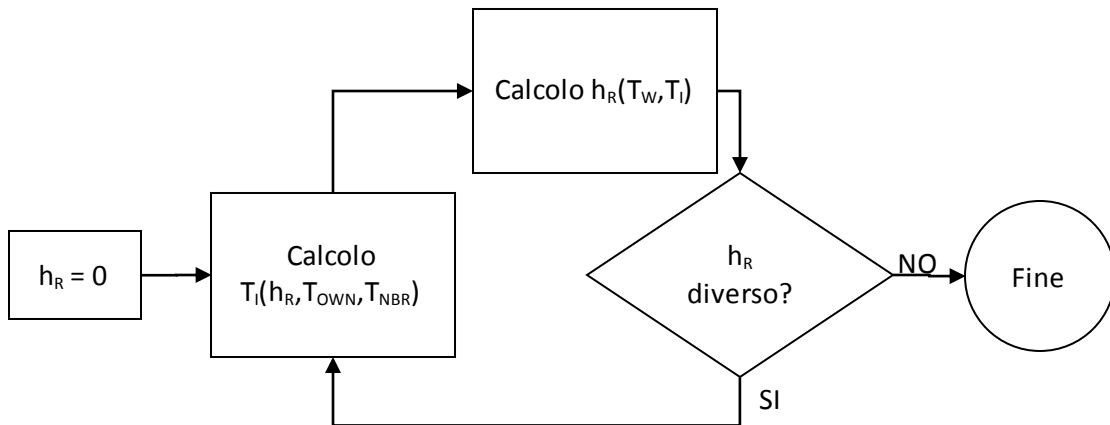 h_R = 0
Calcolo
T_I(h_R,T_OWN,T_NBR)
Calcolo h_R(T_W,T_I)
h_R
diverso?
SI
NO
Fine